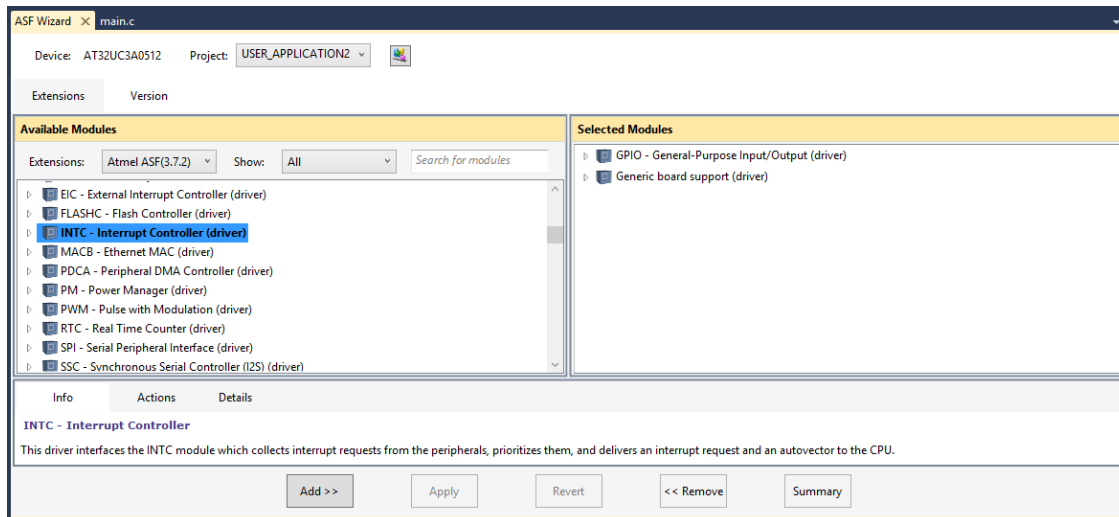 ASF Wizard main.c
Device: AT32UC3A0512 Project: USER_APPLICATION2
Extensions Version
Available Modules
Extensions: Atmel ASF(3.7.2) Show: All Search for modules
EIC - External Interrupt Controller (driver)
FLASHC - Flash Controller (driver)
INTC - Interrupt Controller (driver)
MACB - Ethernet MAC (driver)
PDCA - Peripheral DMA Controller (driver)
PM - Power Manager (driver)
PWM - Pulse with Modulation (driver)
RTC - Real Time Counter (driver)
SPI - Serial Peripheral Interface (driver)
SSC - Synchronous Serial Controller (I2S) (driver)
Selected Modules
GPIO - General-Purpose Input/Output (driver)
Generic board support (driver)
Info Actions Details
INTC - Interrupt Controller
This driver interfaces the INTC module which collects interrupt requests from the peripherals, prioritizes them, and delivers an interrupt request and an autovector to the CPU.
Add >> Apply Revert << Remove Summary